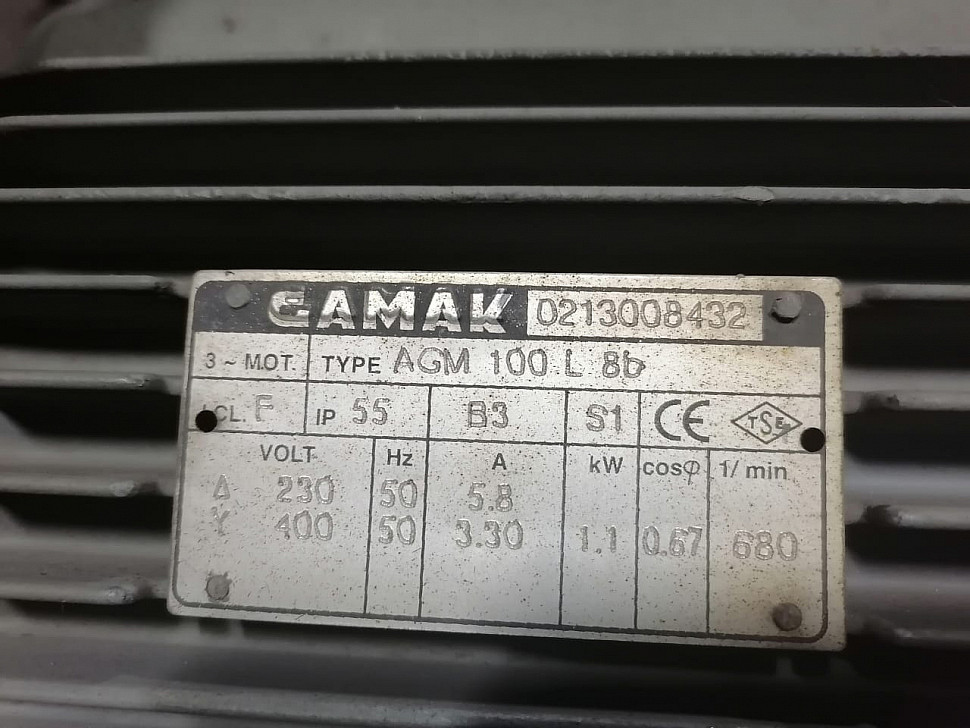 GAMAK 0213008432
3 ~ MOT. TYPE AGM 100 L 8b
CL. F IP 55 B3 S1 CE TSE
VOLT Hz A kW cosφ 1/ min
Δ 230 50 5.8
Y 400 50 3.30 1.1 0.67 680